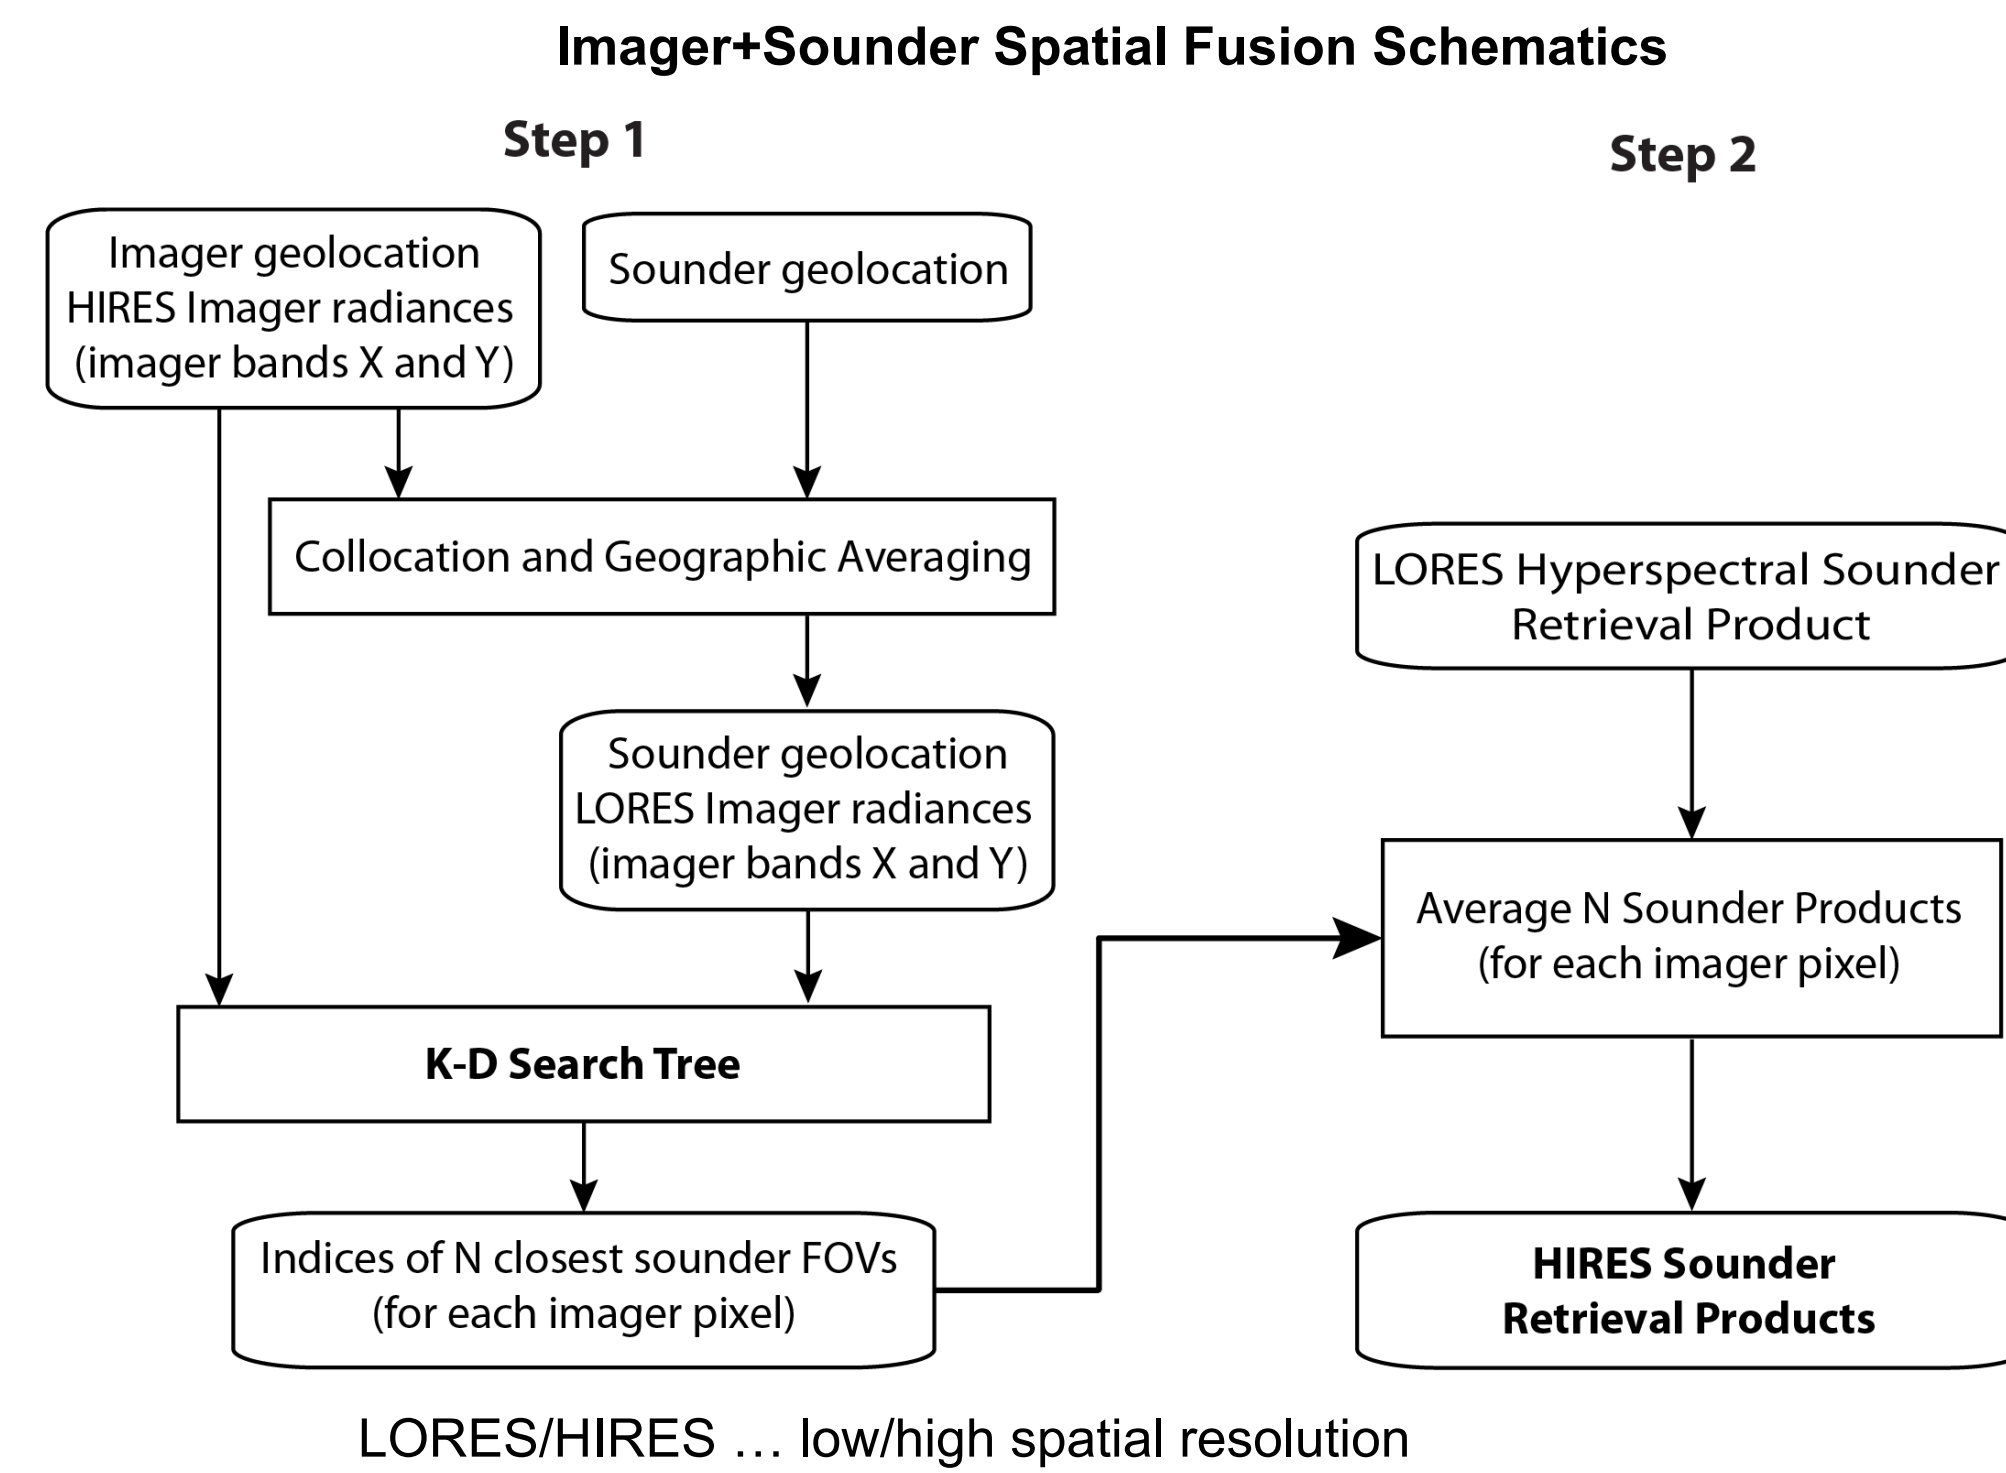 Imager+Sounder Spatial Fusion Schematics
Step 1
Step 2
Imager geolocation
HIRES Imager radiances
(imager bands X and Y)
Sounder geolocation
Collocation and Geographic Averaging
Sounder geolocation
LORES Imager radiances
(imager bands X and Y)
K-D Search Tree
Indices of N closest sounder FOVs
(for each imager pixel)
LORES Hyperspectral Sounder
Retrieval Product
Average N Sounder Products
(for each imager pixel)
HIRES Sounder
Retrieval Products
LORES/HIRES … low/high spatial resolution